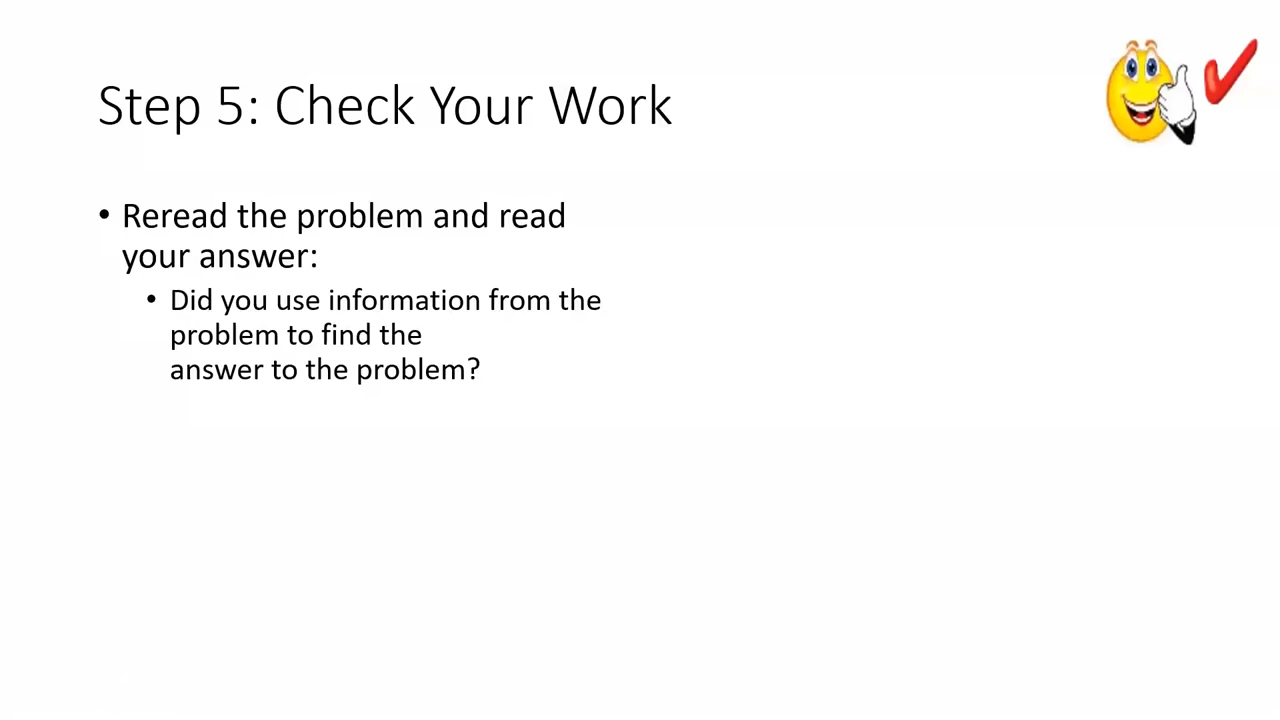 Step 5: Check Your Work
• Reread the problem and read
your answer:
• Did you use information from the
problem to find the
answer to the problem?